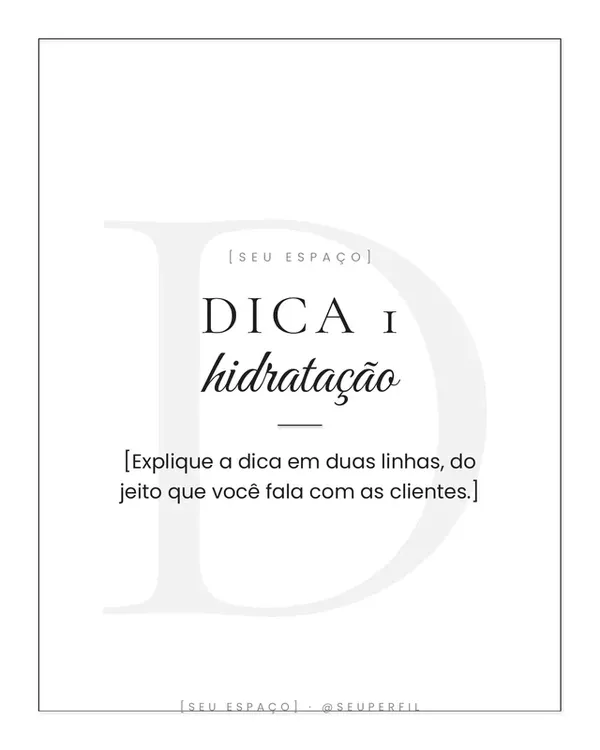 [SEU ESPAÇO]
DICA 1
hidratação
[Explique a dica em duas linhas, do
jeito que você fala com as clientes.]
D
[SEU ESPAÇO] · @SEUPERFIL